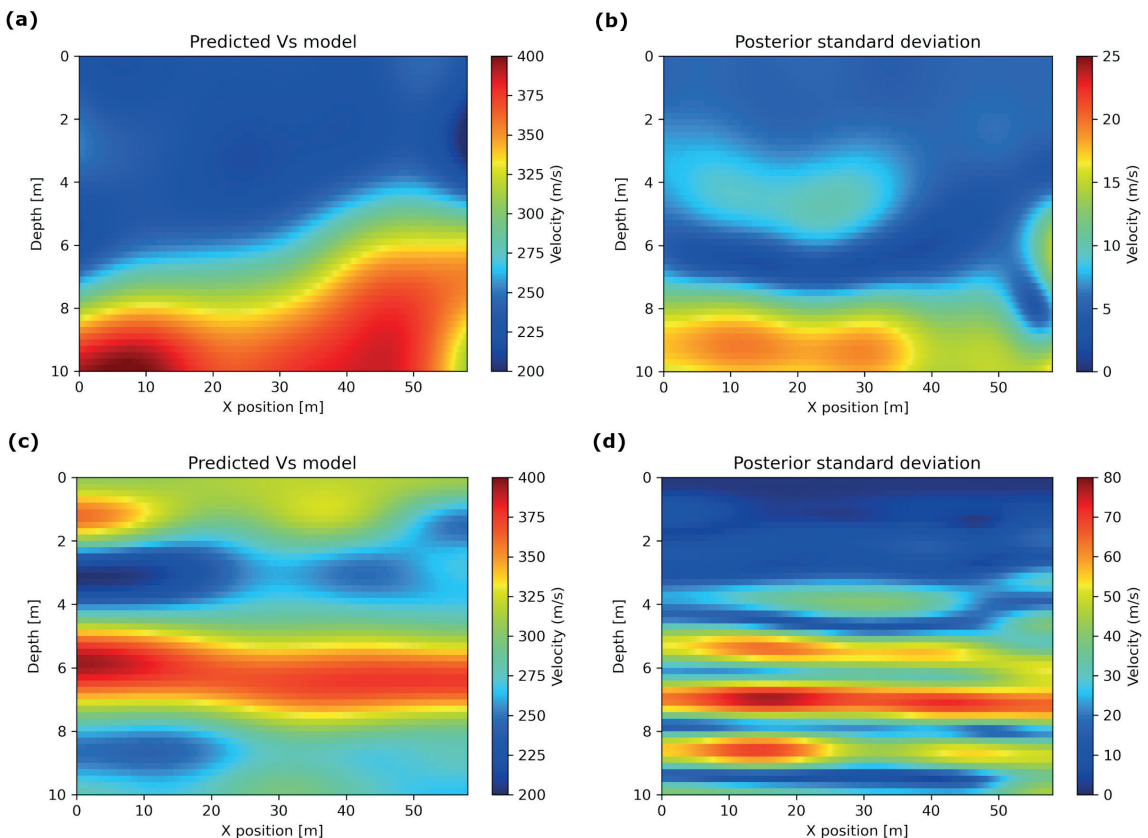 (a)
Predicted Vs model
0
2
4
6
8
10
Depth [m]
0 10 20 30 40 50
X position [m]
400
375
350
325
300
275
250
225
200
Velocity (m/s)
(b)
Posterior standard deviation
0
2
4
6
8
10
Depth [m]
0 10 20 30 40 50
X position [m]
25
20
15
10
5
0
Velocity (m/s)
(c)
Predicted Vs model
0
2
4
6
8
10
Depth [m]
0 10 20 30 40 50
X position [m]
400
375
350
325
300
275
250
225
200
Velocity (m/s)
(d)
Posterior standard deviation
0
2
4
6
8
10
Depth [m]
0 10 20 30 40 50
X position [m]
80
70
60
50
40
30
20
10
0
Velocity (m/s)